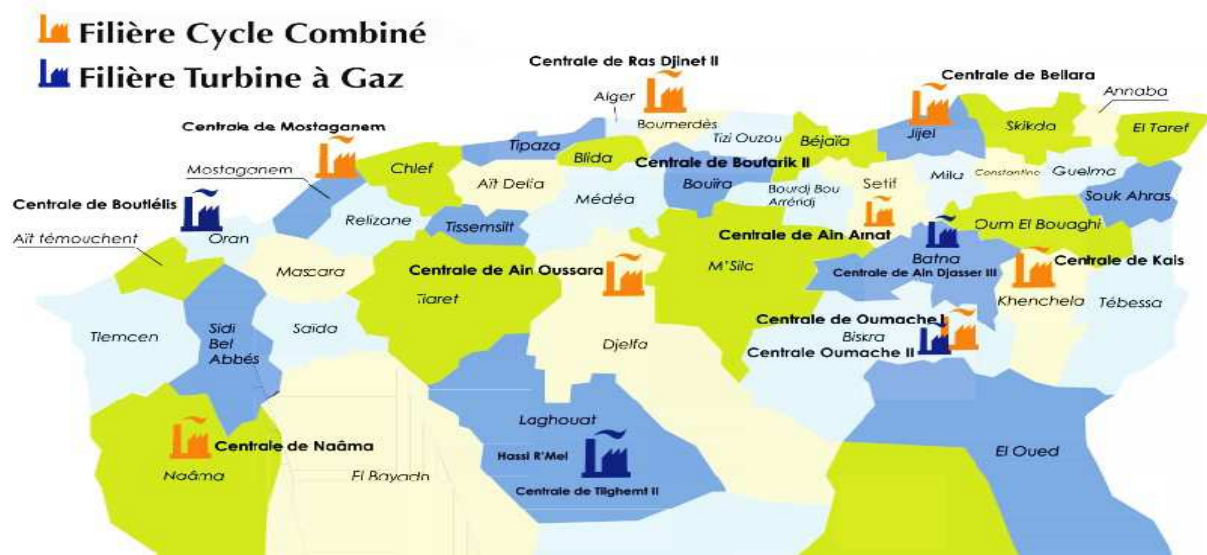 Filière Cycle Combiné
Filière Turbine à Gaz
Centrale de Ras Djinet II
Centrale de Bellara
Alger
Annaba
Centrale de Mostaganem
Boumerdès
Tizi Ouzou
Béjaïa
Jijel
Skikda
El Taref
Tipaza
Blida
Centrale de Boufarik II
Chlef
Mostaganem
Aït Defla
Médéa
Bouïra
Bourdj Bou
Arréridj
Setif
Mila
Constantine
Guelma
Souk Ahras
Centrale de Boutlélis
Oran
Relizane
Tissemsilt
Aït témouchent
Centrale de Ain Arnat
Oum El Bouaghi
Mascara
Centrale de Ain Oussara
M'Sila
Batna
Centrale de Ain Djasser III
Centrale de Kais
Tiaret
Khenchela
Tébessa
Tlemcen
Sidi
Bel
Abbés
Saïda
Djelfa
Centrale de Oumache I
Biskra
Centrale Oumache II
Laghouat
Centrale de Naâma
Naâma
El Bayadh
Hassi R'Mel
Centrale de Tilghemt II
El Oued